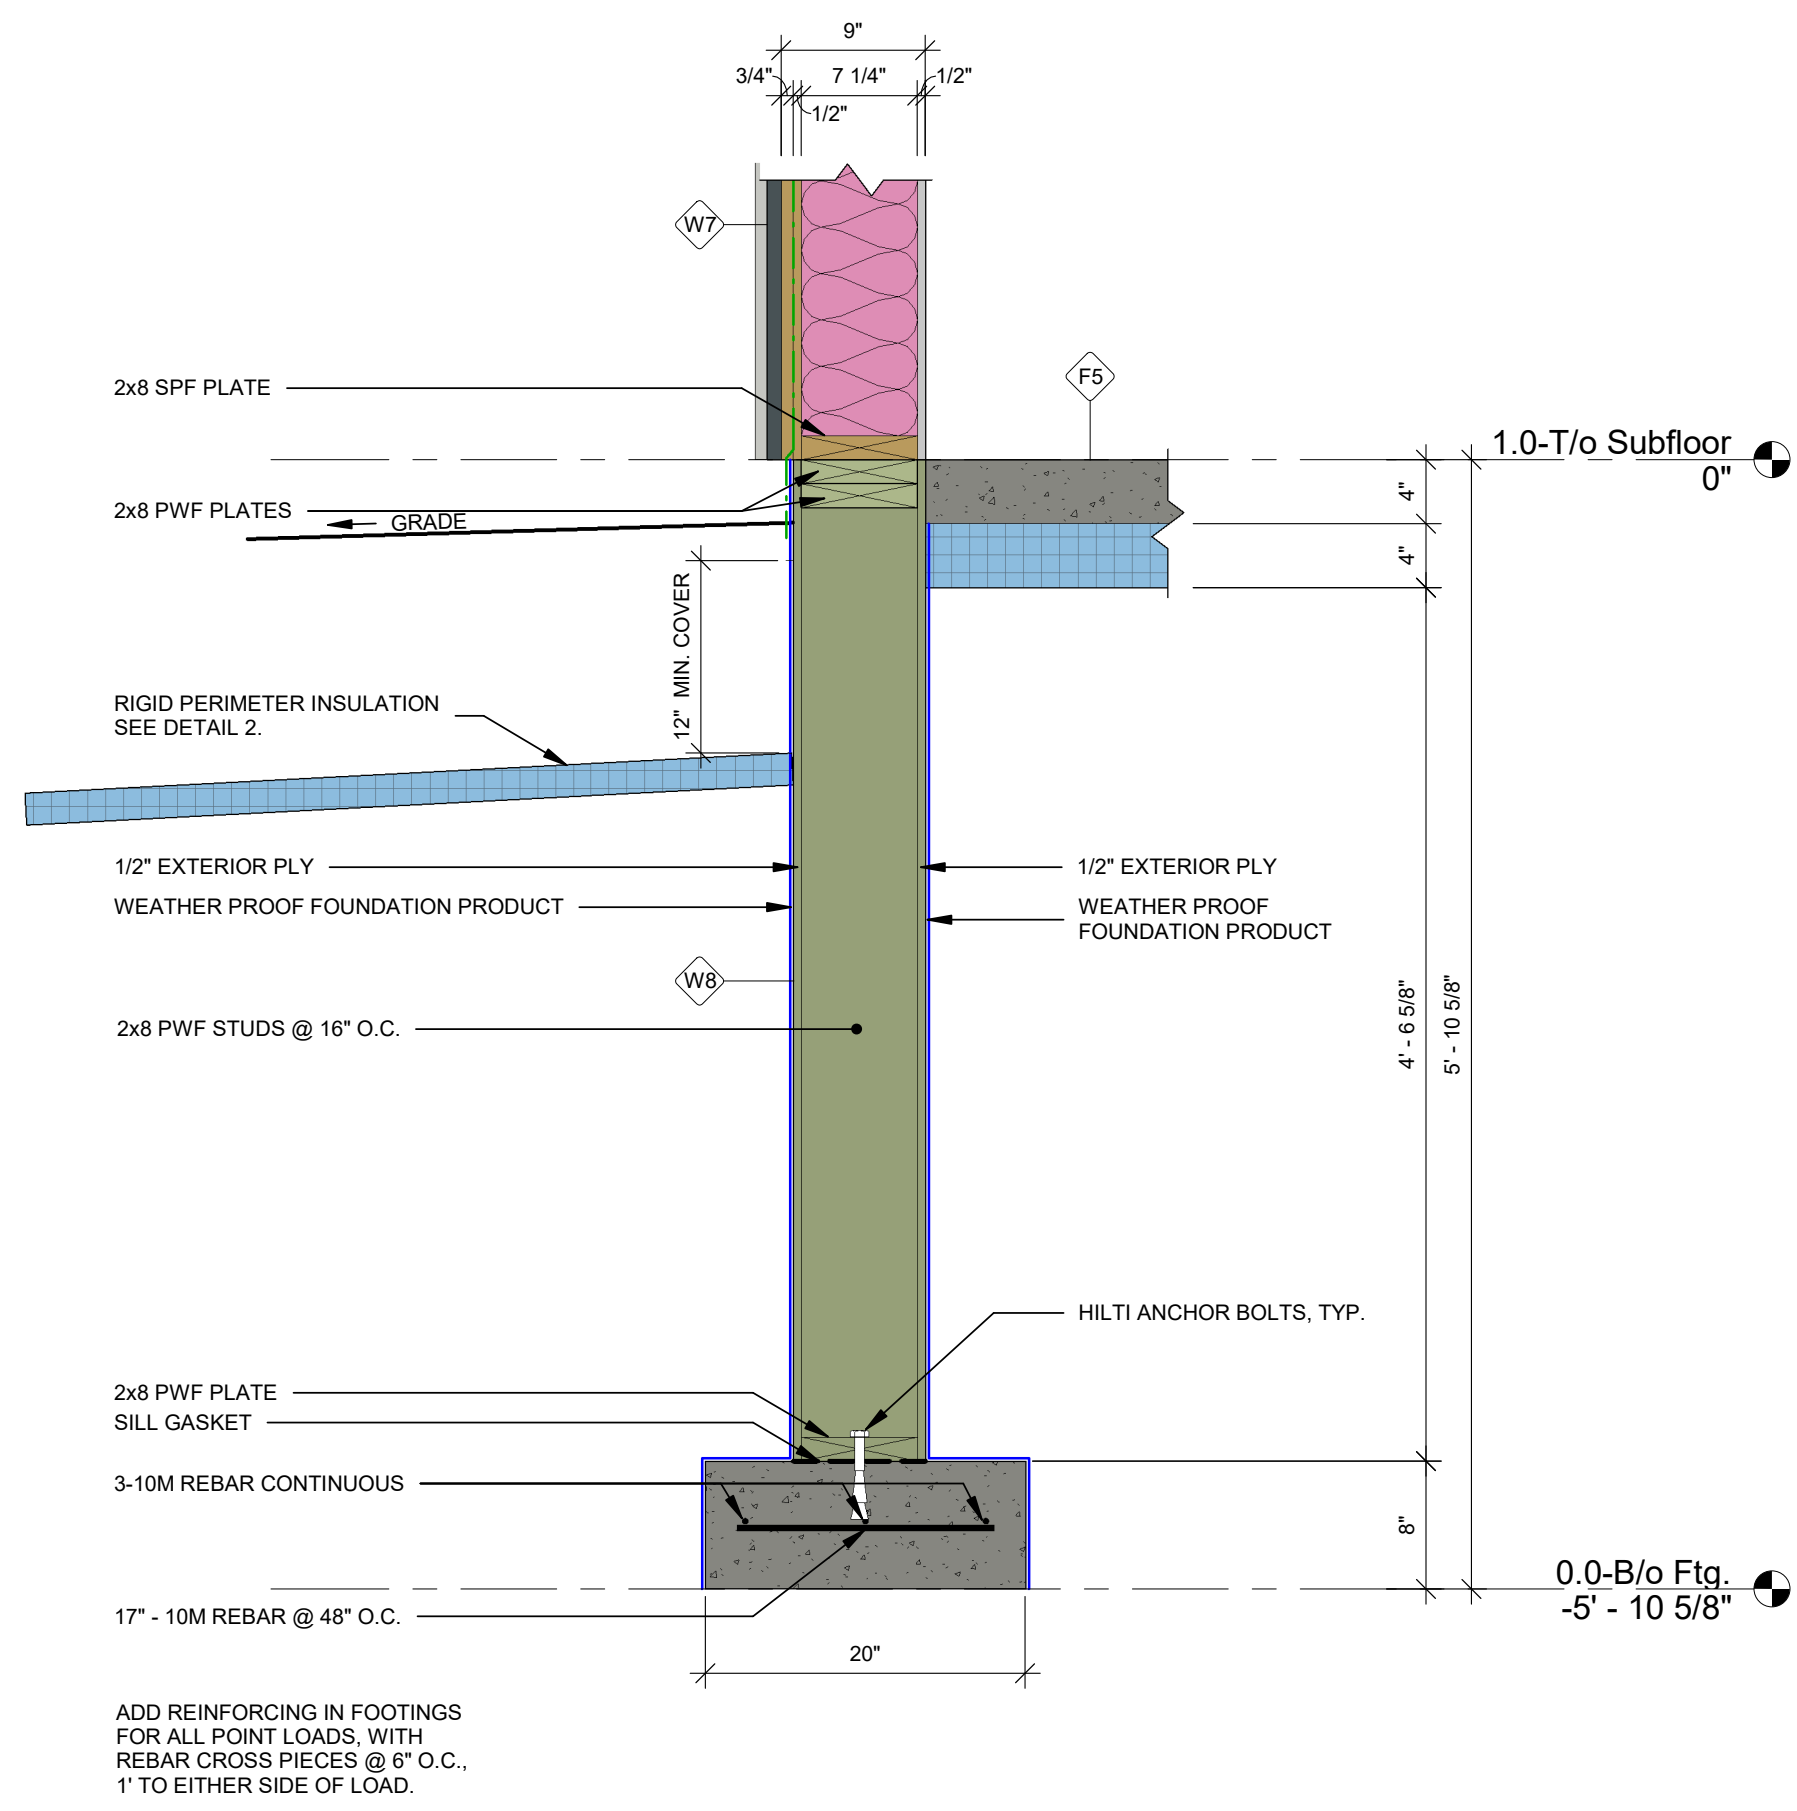 9"
3/4"
7 1/4"
1/2"
1/2"
W7
2x8 SPF PLATE
F5
1.0-T/o Subfloor
0"
4"
2x8 PWF PLATES
GRADE
4"
12" MIN. COVER
RIGID PERIMETER INSULATION
SEE DETAIL 2.
1/2" EXTERIOR PLY
1/2" EXTERIOR PLY
WEATHER PROOF FOUNDATION PRODUCT
WEATHER PROOF
FOUNDATION PRODUCT
W8
2x8 PWF STUDS @ 16" O.C.
4' - 6 5/8"
5' - 10 5/8"
HILTI ANCHOR BOLTS, TYP.
2x8 PWF PLATE
SILL GASKET
3-10M REBAR CONTINUOUS
8"
0.0-B/o Ftg.
-5' - 10 5/8"
17" - 10M REBAR @ 48" O.C.
20"
ADD REINFORCING IN FOOTINGS
FOR ALL POINT LOADS, WITH
REBAR CROSS PIECES @ 6" O.C.,
1' TO EITHER SIDE OF LOAD.